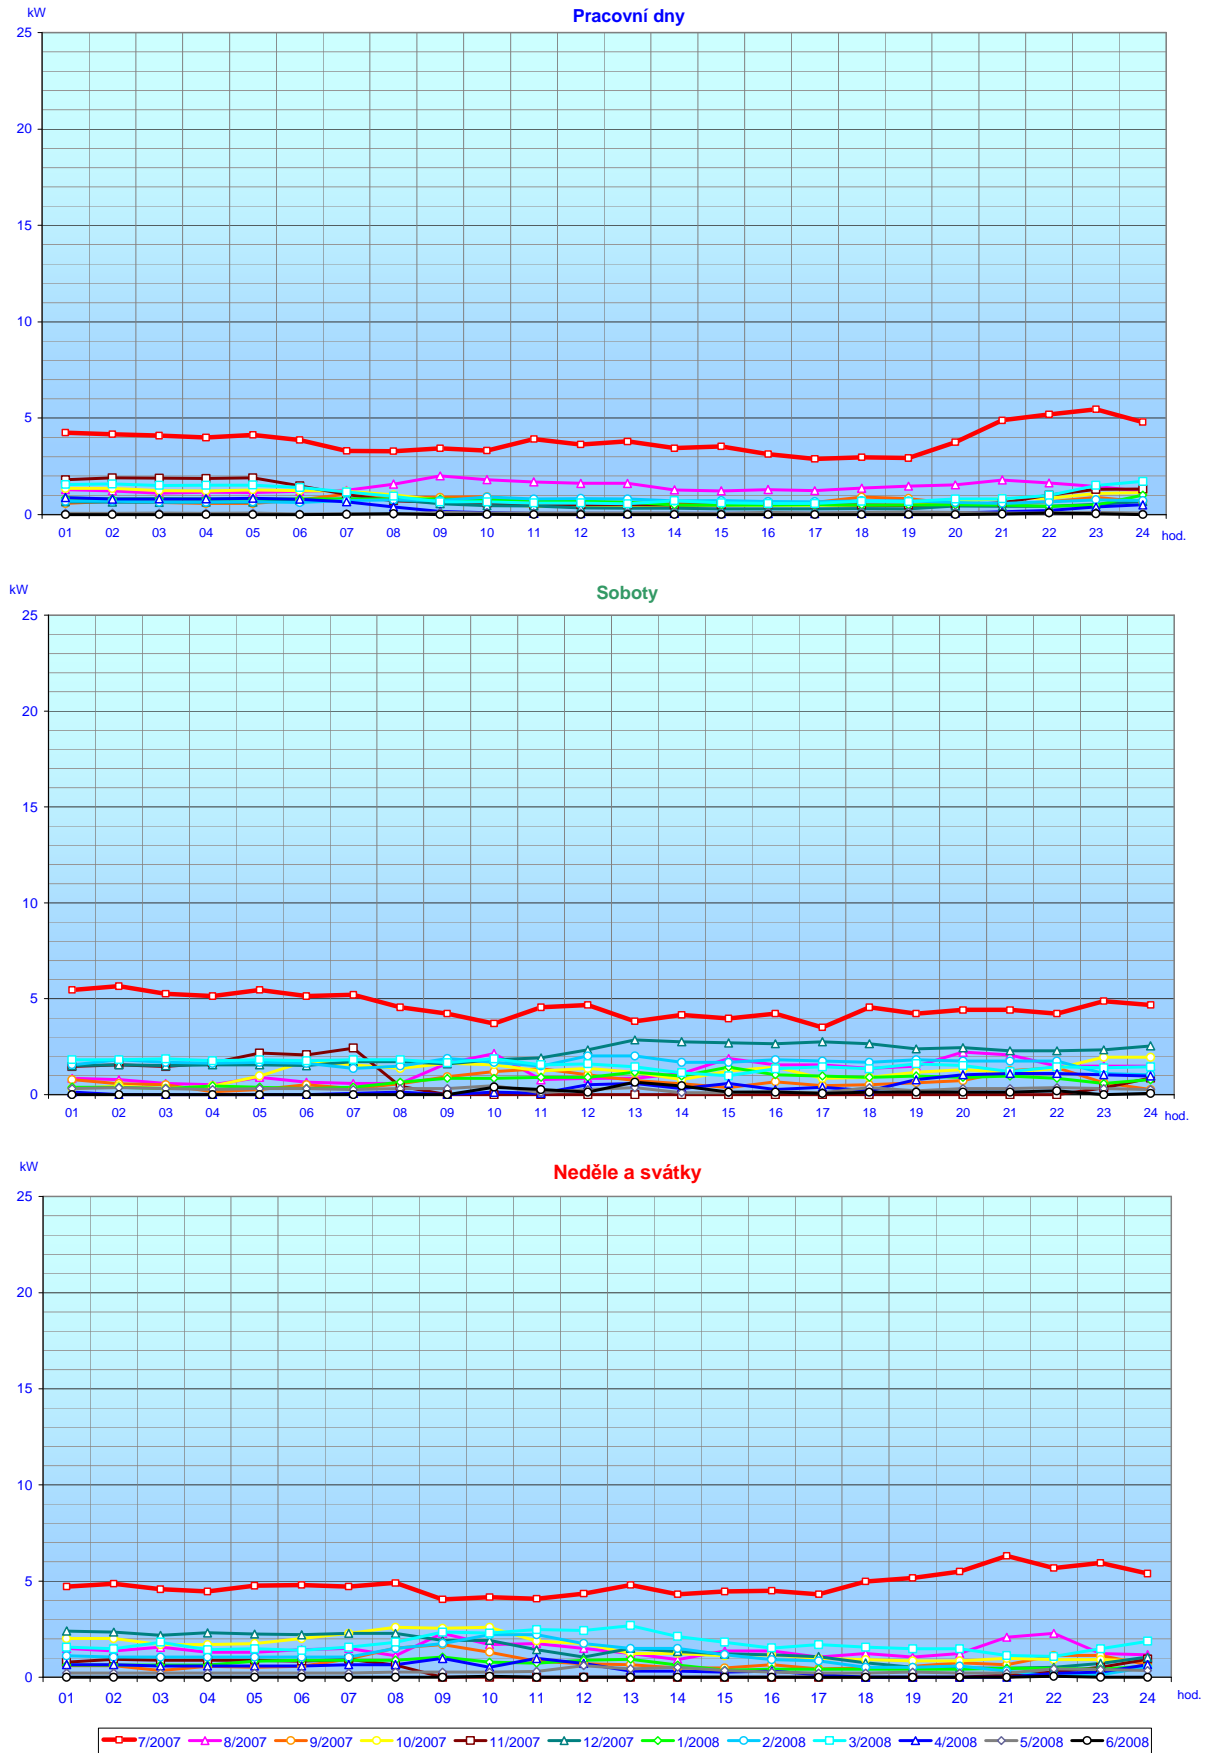 kW
Pracovní dny
25
20
15
10
5
0
01 02 03 04 05 06 07 08 09 10 11 12 13 14 15 16 17 18 19 20 21 22 23 24 hod.
kW
Soboty
25
20
15
10
5
0
01 02 03 04 05 06 07 08 09 10 11 12 13 14 15 16 17 18 19 20 21 22 23 24 hod.
kW
Neděle a svátky
25
20
15
10
5
0
01 02 03 04 05 06 07 08 09 10 11 12 13 14 15 16 17 18 19 20 21 22 23 24 hod.
7/2007 8/2007 9/2007 10/2007 11/2007 12/2007 1/2008 2/2008 3/2008 4/2008 5/2008 6/2008